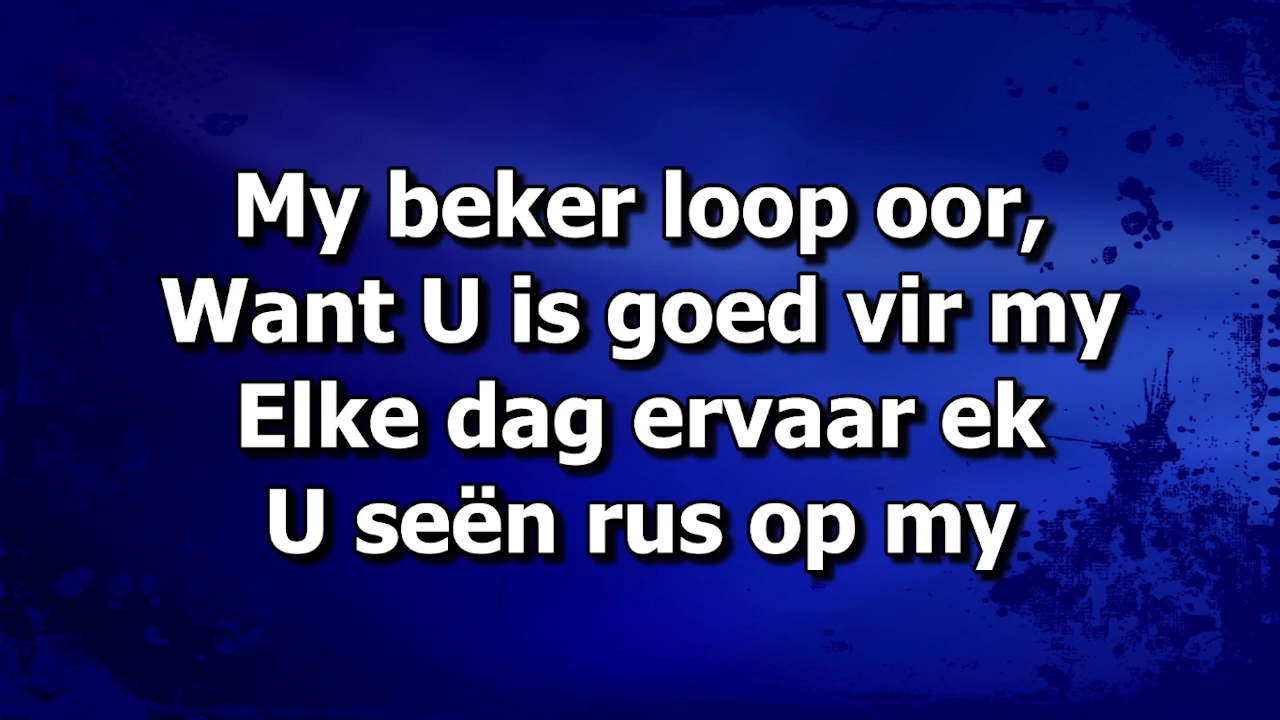 My beker loop oor,
Want U is goed vir my
Elke dag ervaar ek
U seën rus op my